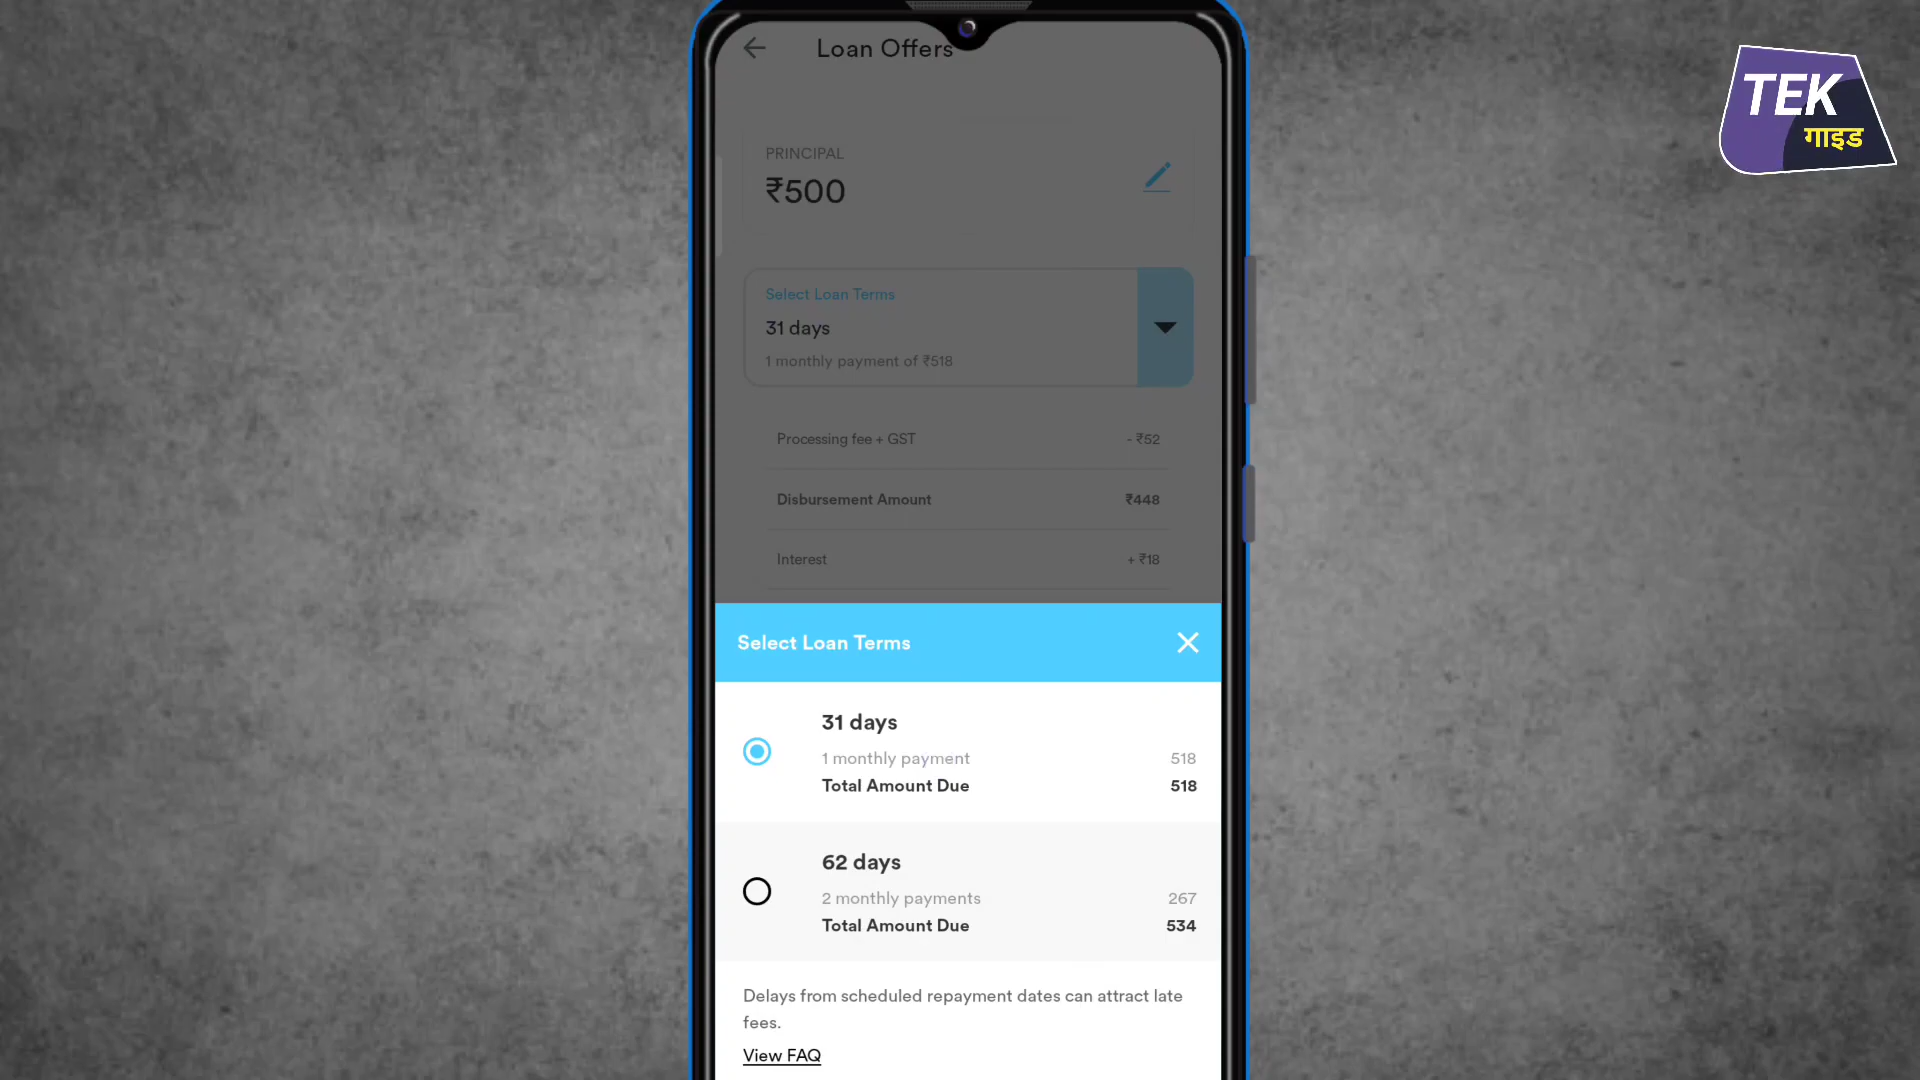 Loan Offers
TEK
गाइड
PRINCIPAL
₹500
Select Loan Terms
31 days
1 monthly payment of ₹518
Processing fee + GST - ₹52
Disbursement Amount ₹448
Interest + ₹18
Select Loan Terms
31 days
1 monthly payment 518
Total Amount Due 518
62 days
2 monthly payments 267
Total Amount Due 534
Delays from scheduled repayment dates can attract late
fees.
View FAQ